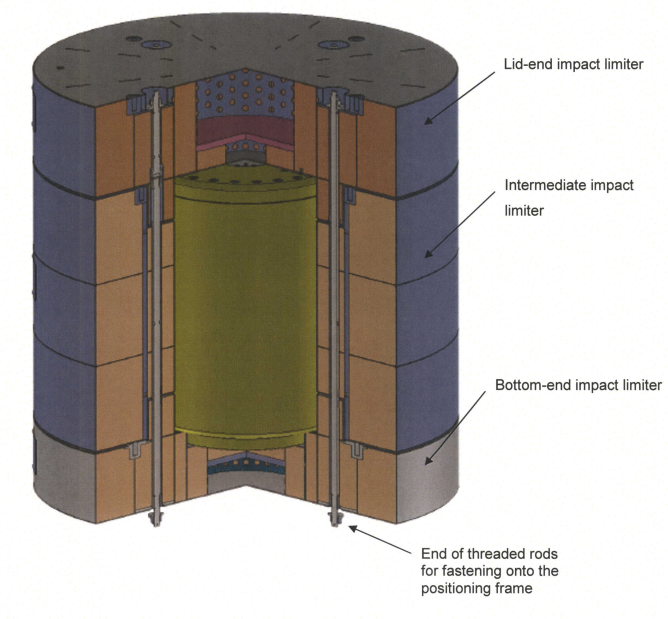 Lid-end impact limiter
Intermediate impact
limiter
Bottom-end impact limiter
End of threaded rods
for fastening onto the
positioning frame